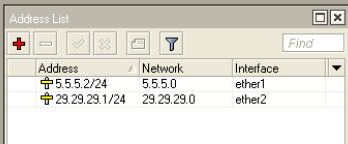 Address List
Find
Address Network Interface
5.5.5.2/24 5.5.5.0 ether1
29.29.29.1/24 29.29.29.0 ether2